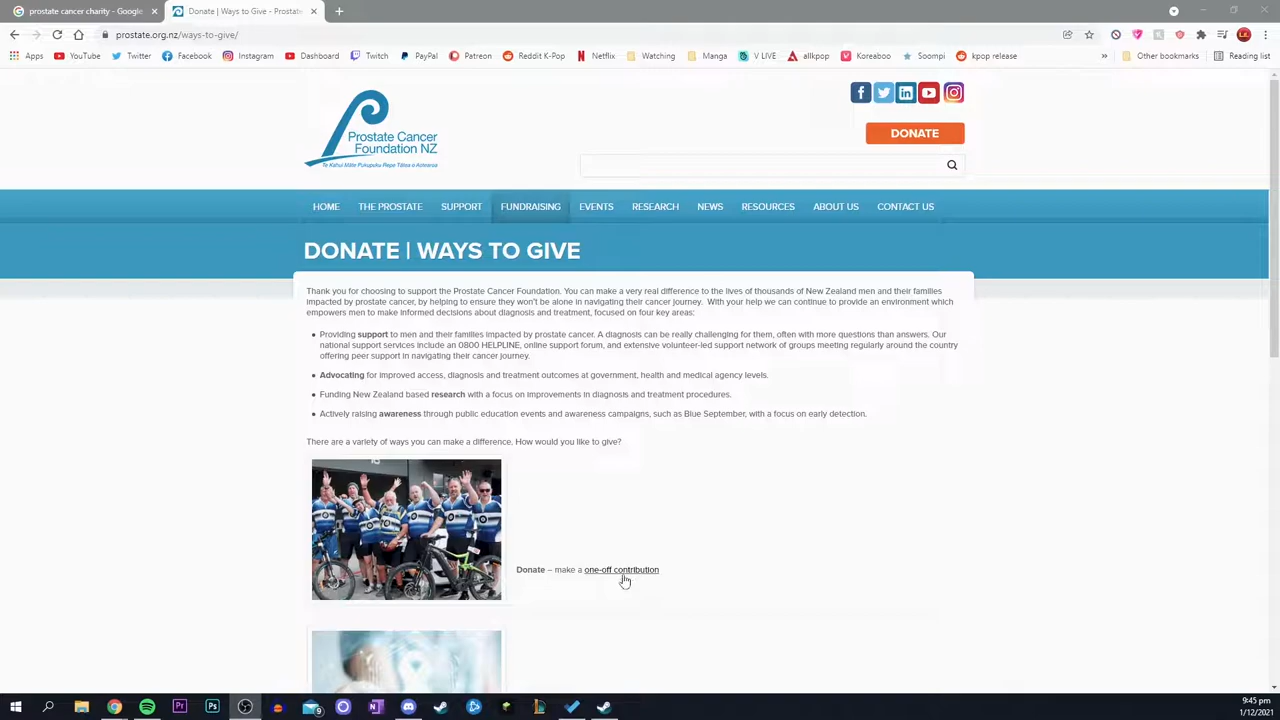 prostate cancer charity - Google
Donate | Ways to Give - Prostate
prostate.org.nz/ways-to-give/
Apps YouTube Twitter Facebook Instagram Dashboard Twitch PayPal Patreon Reddit K-Pop Netflix Watching Manga V LIVE allkpop Koreaboo Soompi kpop release » Other bookmarks Reading list
Prostate Cancer
Foundation NZ
Te Kahui Mate Pukupuku Repe Tatea o Aotearoa
DONATE
HOME THE PROSTATE SUPPORT FUNDRAISING EVENTS RESEARCH NEWS RESOURCES ABOUT US CONTACT US
DONATE | WAYS TO GIVE
Thank you for choosing to support the Prostate Cancer Foundation. You can make a very real difference to the lives of thousands of New Zealand men and their families
impacted by prostate cancer, by helping to ensure they won't be alone in navigating their cancer journey. With your help we can continue to provide an environment which
empowers men to make informed decisions about diagnosis and treatment, focused on four key areas:
• Providing support to men and their families impacted by prostate cancer. A diagnosis can be really challenging for them, often with more questions than answers. Our
national support services include an 0800 HELPLINE, online support forum, and extensive volunteer-led support network of groups meeting regularly around the country
offering peer support in navigating their cancer journey.
• Advocating for improved access, diagnosis and treatment outcomes at government, health and medical agency levels.
• Funding New Zealand based research with a focus on improvements in diagnosis and treatment procedures.
• Actively raising awareness through public education events and awareness campaigns, such as Blue September, with a focus on early detection.
There are a variety of ways you can make a difference. How would you like to give?
Donate – make a one-off contribution
9:45 pm
1/12/2021